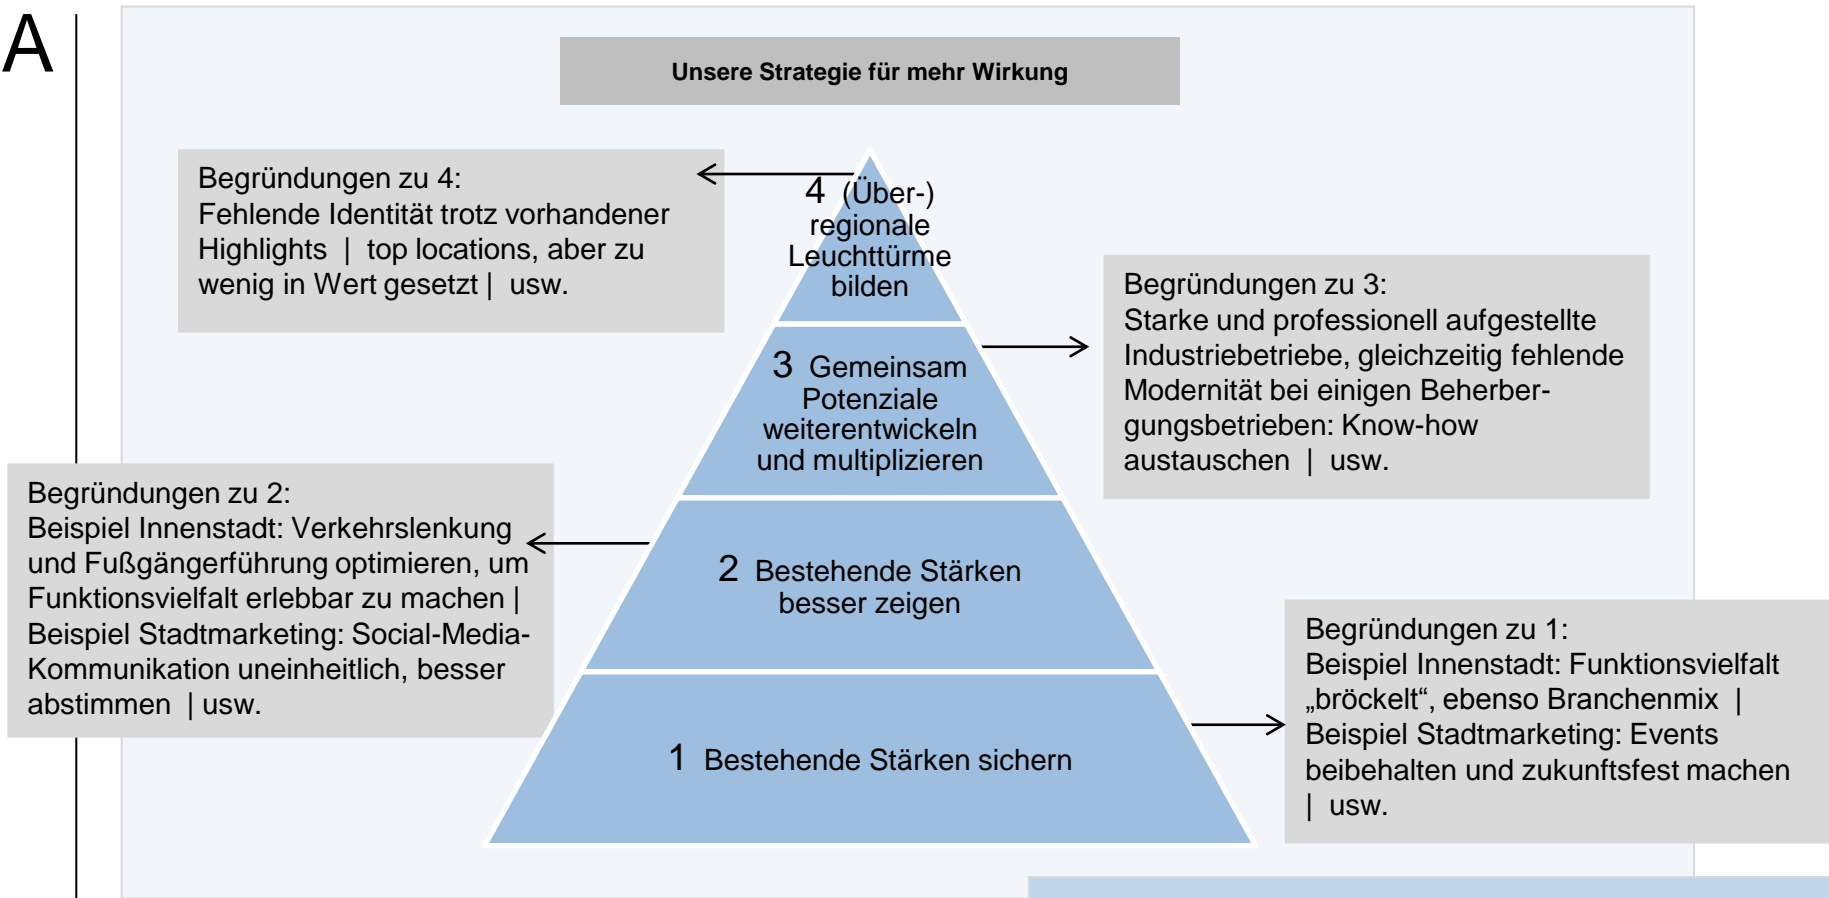 A
Unsere Strategie für mehr Wirkung
Begründungen zu 4:
Fehlende Identität trotz vorhandener
Highlights | top locations, aber zu
wenig in Wert gesetzt | usw.
4 (Über-)
regionale
Leuchttürme
bilden
Begründungen zu 3:
Starke und professionell aufgestellte
Industriebetriebe, gleichzeitig fehlende
Modernität bei einigen Beherber-
gungsbetrieben: Know-how
austauschen | usw.
3 Gemeinsam
Potenziale
weiterentwickeln
und multiplizieren
Begründungen zu 2:
Beispiel Innenstadt: Verkehrslenkung
und Fußgängerführung optimieren, um
Funktionsvielfalt erlebbar zu machen |
Beispiel Stadtmarketing: Social-Media-
Kommunikation uneinheitlich, besser
abstimmen | usw.
2 Bestehende Stärken
besser zeigen
Begründungen zu 1:
Beispiel Innenstadt: Funktionsvielfalt
„bröckelt“, ebenso Branchenmix |
Beispiel Stadtmarketing: Events
beibehalten und zukunftsfest machen
| usw.
1 Bestehende Stärken sichern